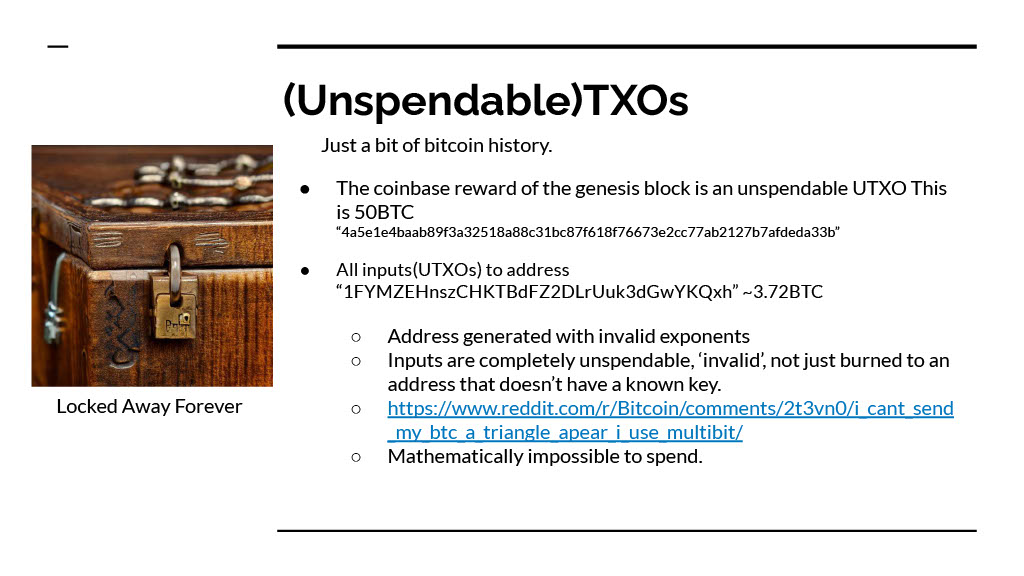 (Unspendable)TXOs
Just a bit of bitcoin history.
● The coinbase reward of the genesis block is an unspendable UTXO This
is 50BTC
“4a5e1e4baab89f3a32518a88c31bc87f618f76673e2cc77ab2127b7afdeda33b”
● All inputs(UTXOs) to address
“1FYMZEHnszCHKTBdFZ2DLrUuk3dGwYKQxh” ~3.72BTC
○ Address generated with invalid exponents
○ Inputs are completely unspendable, ‘invalid’, not just burned to an
address that doesn’t have a known key.
○ https://www.reddit.com/r/Bitcoin/comments/2t3vn0/i_cant_send
_my_btc_a_triangle_apear_i_use_multibit/
○ Mathematically impossible to spend.
Locked Away Forever